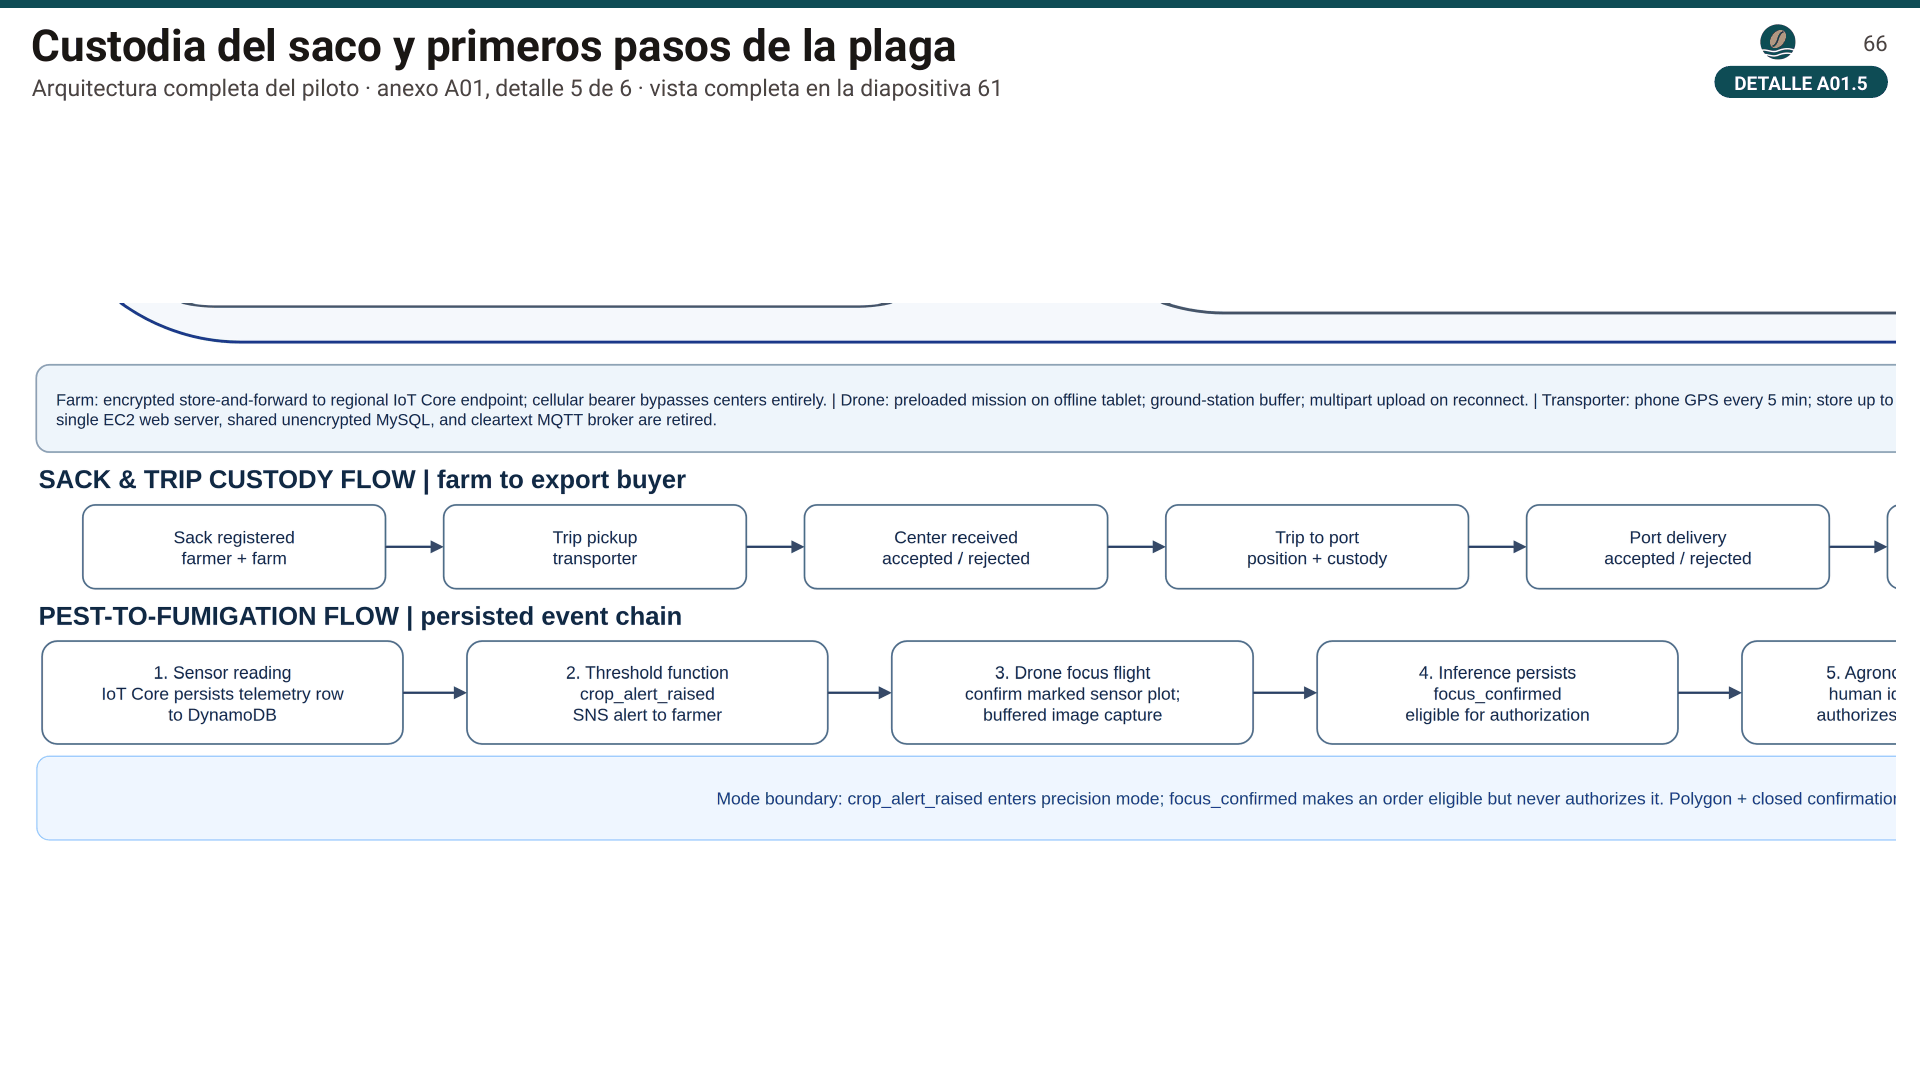 Custodia del saco y primeros pasos de la plaga
66
Arquitectura completa del piloto · anexo A01, detalle 5 de 6 · vista completa en la diapositiva 61
DETALLE A01.5
Farm: encrypted store-and-forward to regional IoT Core endpoint; cellular bearer bypasses centers entirely. | Drone: preloaded mission on offline tablet; ground-station buffer; multipart upload on reconnect. | Transporter: phone GPS every 5 min; store up to
single EC2 web server, shared unencrypted MySQL, and cleartext MQTT broker are retired.
SACK & TRIP CUSTODY FLOW | farm to export buyer
Sack registered
farmer + farm
Trip pickup
transporter
Center received
accepted / rejected
Trip to port
position + custody
Port delivery
accepted / rejected
PEST-TO-FUMIGATION FLOW | persisted event chain
1. Sensor reading
IoT Core persists telemetry row
to DynamoDB
2. Threshold function
crop_alert_raised
SNS alert to farmer
3. Drone focus flight
confirm marked sensor plot;
buffered image capture
4. Inference persists
focus_confirmed
eligible for authorization
5.
human
authorizes
Mode boundary: crop_alert_raised enters precision mode; focus_confirmed makes an order eligible but never authorizes it. Polygon + closed confirmation